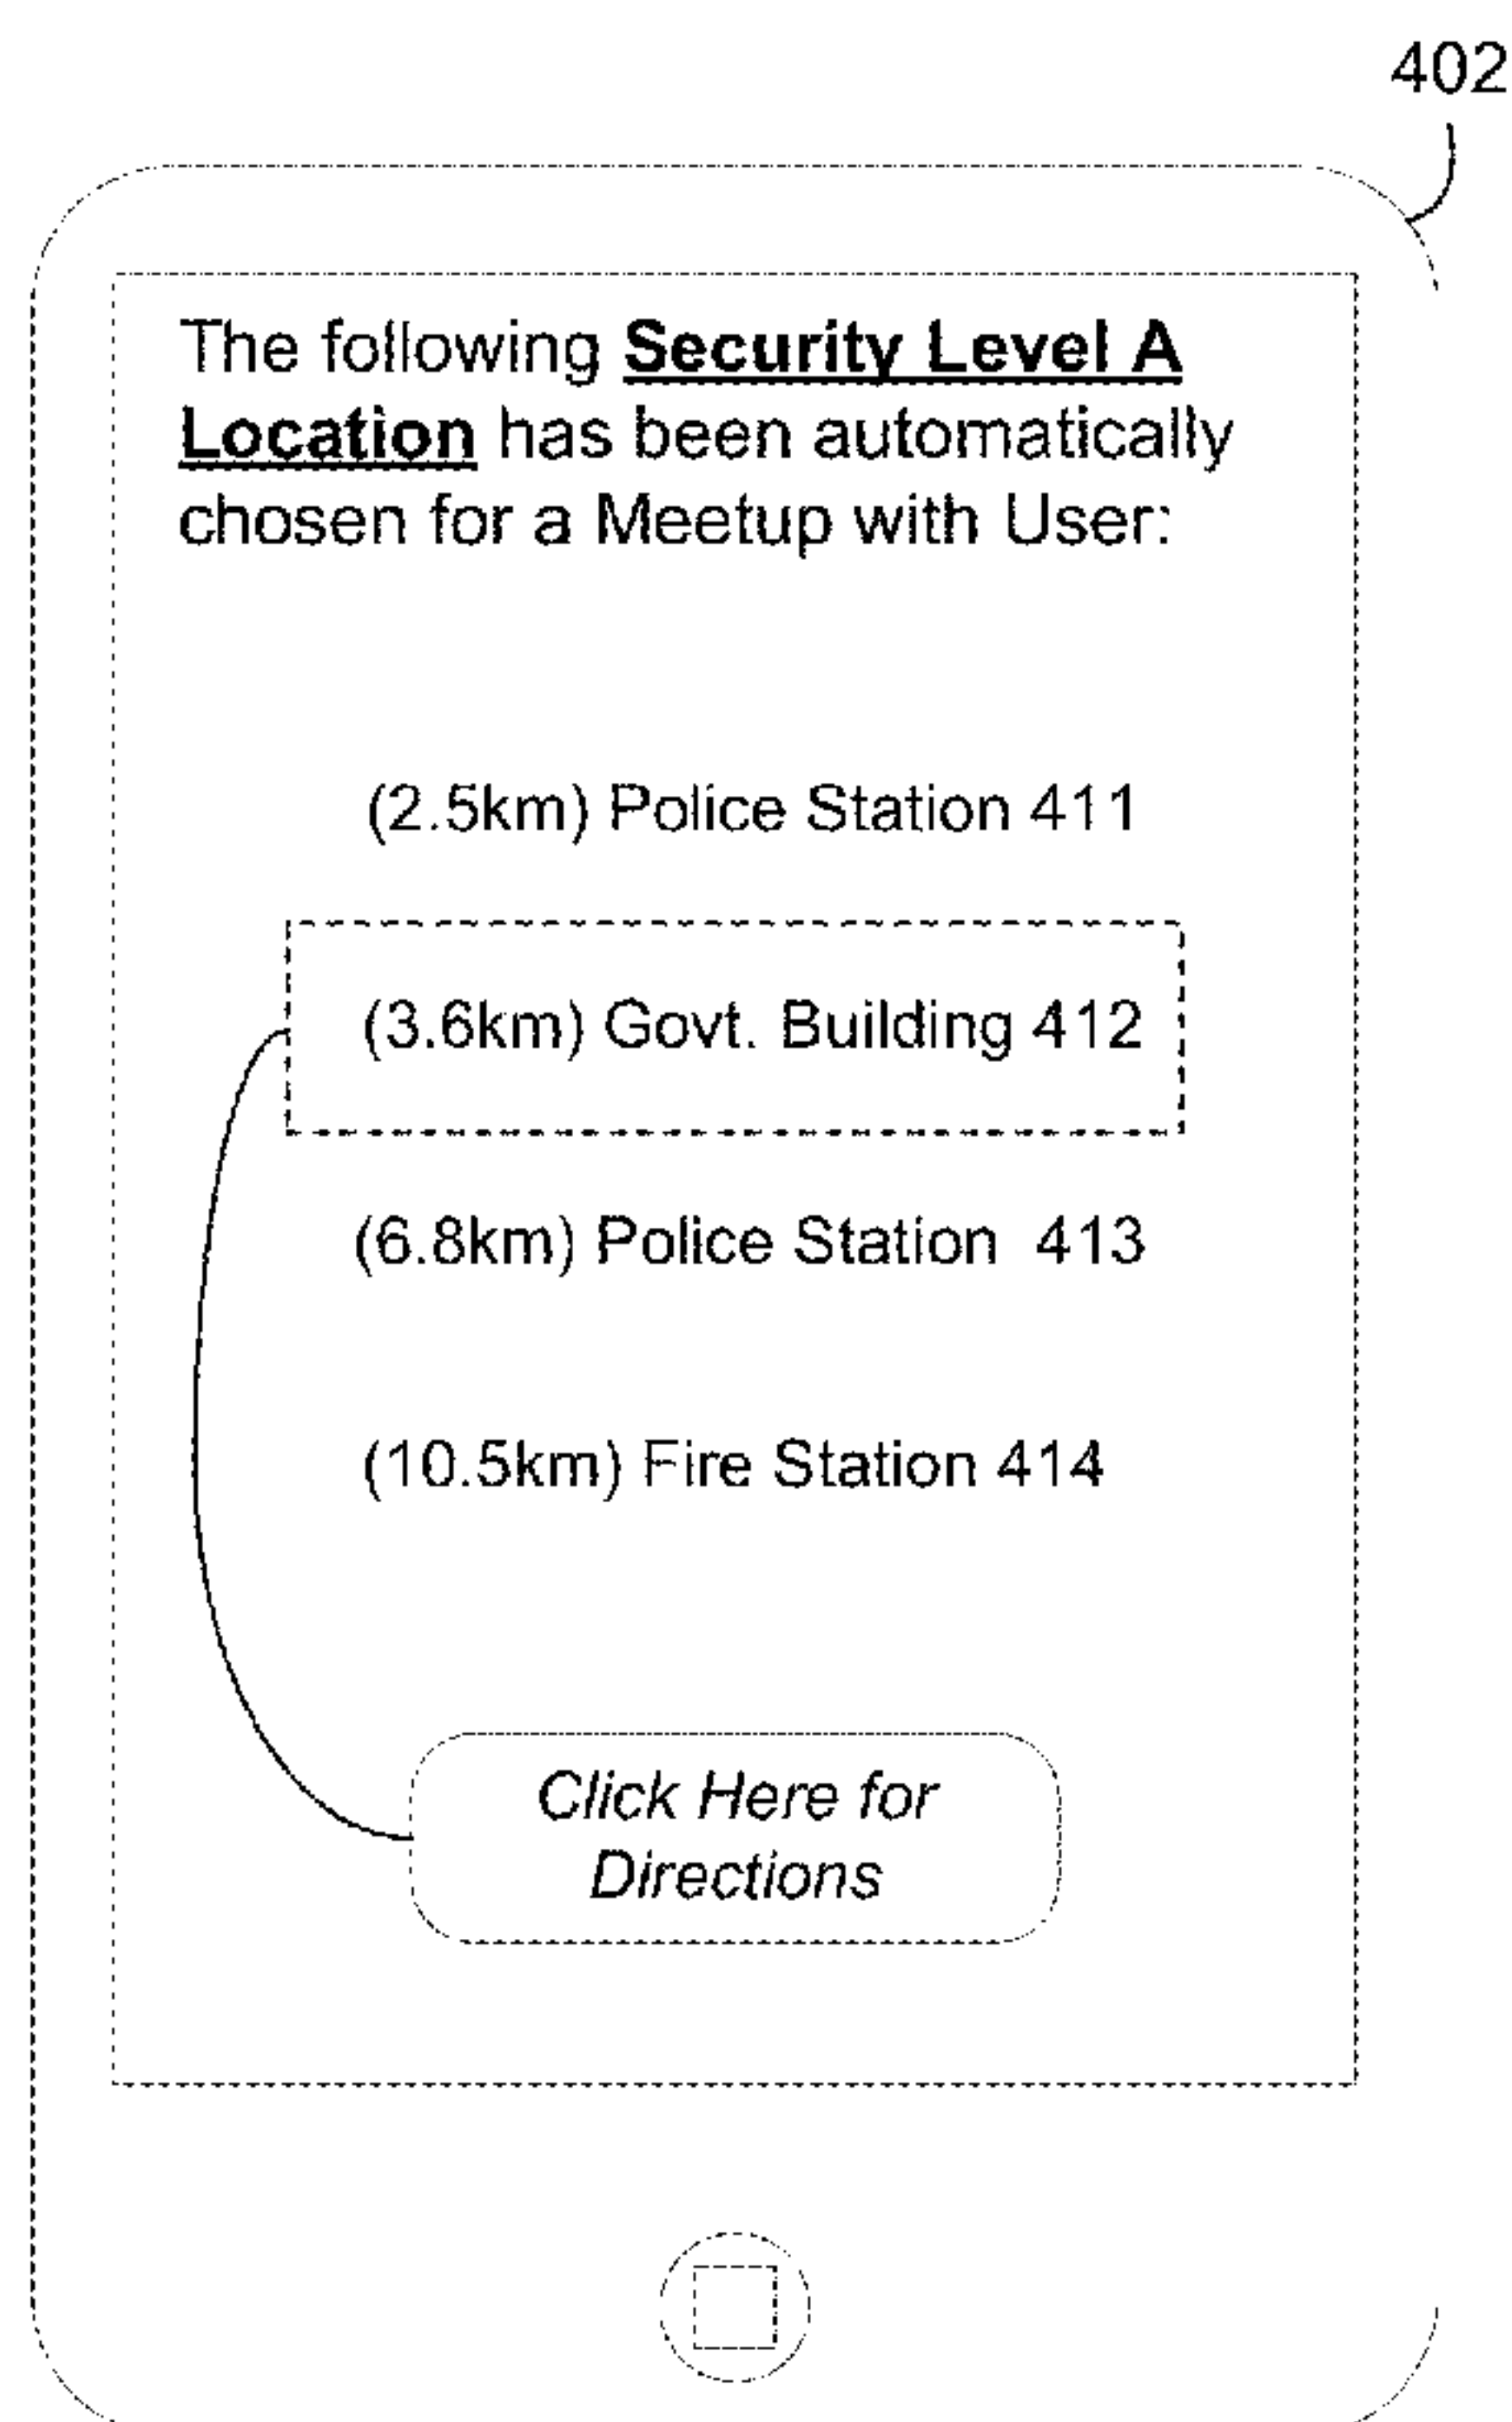 402
The following Security Level A
Location has been automatically
chosen for a Meetup with User:
(2.5km) Police Station 411
(3.6km) Govt. Building 412
(6.8km) Police Station 413
(10.5km) Fire Station 414
Click Here for
Directions